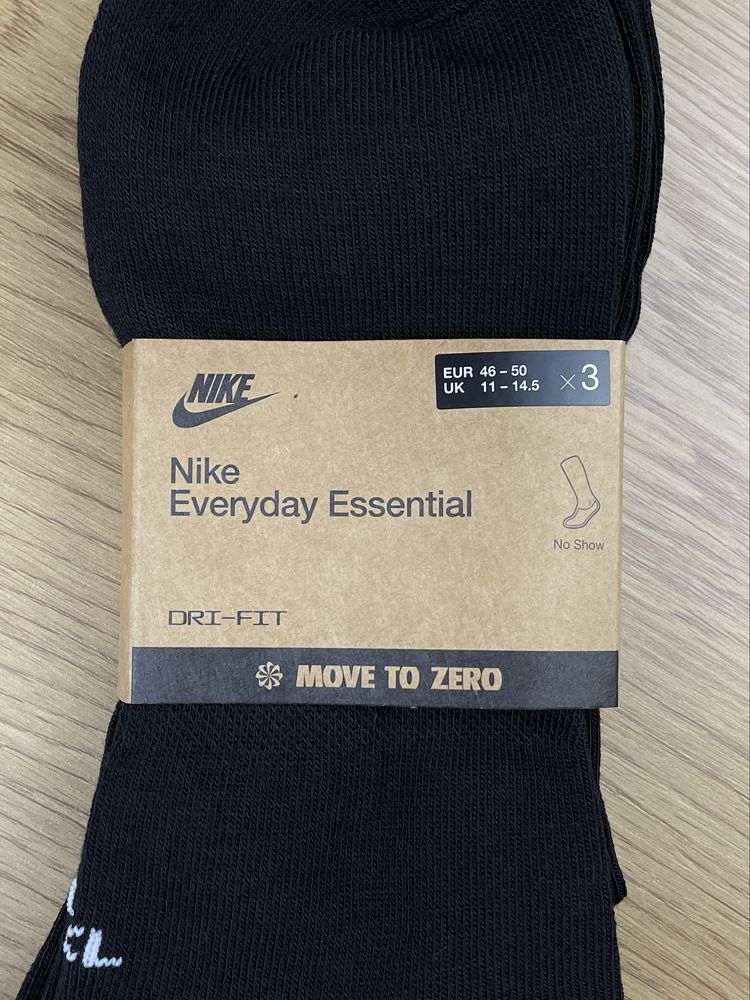 NIKE
EUR 46 – 50
UK 11 – 14.5
×3
Nike
Everyday Essential
No Show
DRI-FIT
MOVE TO ZERO
L